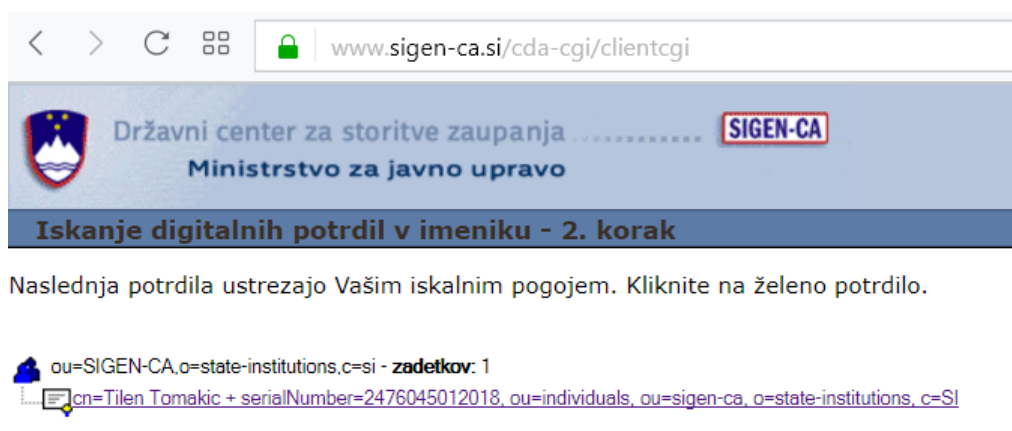 www.sigen-ca.si/cda-cgi/clientcgi
Državni center za storitve zaupanja ............ SIGEN-CA
Ministrstvo za javno upravo
Iskanje digitalnih potrdil v imeniku - 2. korak
Naslednja potrdila ustrezajo Vašim iskalnim pogojem. Kliknite na želeno potrdilo.
ou=SIGEN-CA,o=state-institutions,c=si - zadetkov: 1
cn=Tilen Tomakic + serialNumber=2476045012018, ou=individuals, ou=sigen-ca, o=state-institutions, c=SI